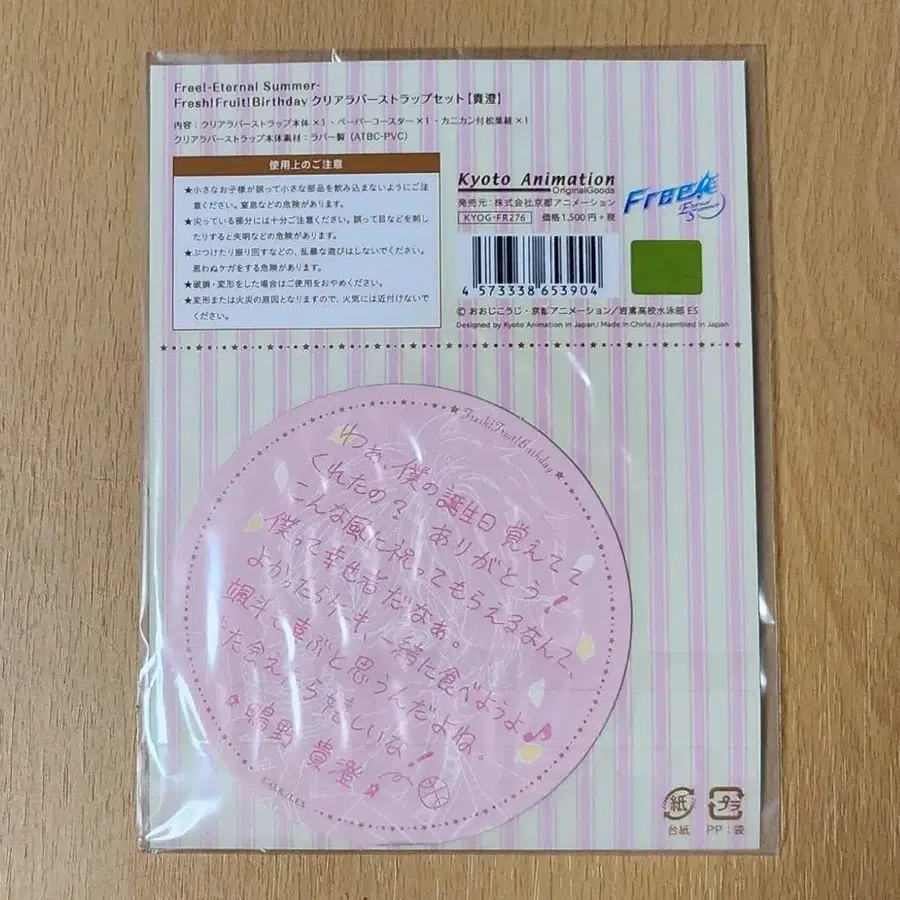 Free!-Eternal Summer-
Fresh!Fruit!Birthday クリアラバーストラップセット【貴澄】
内容：クリアラバーストラップ本体×1・ペーパーコースター×1・カニカン付松葉紐×1
クリアラバーストラップ本体素材：ラバー製（ATBC-PVC）
使用上のご注意
★小さなお子様が誤って小さな部品を飲み込まないようにご注
意ください。窒息などの危険があります。
★尖っている部分には十分ご注意ください。誤って目などを刺し
たりすると失明などの危険があります。
★ぶつけたり振り回すなどの、乱暴な遊びはしないでください。
思わぬケガをする危険があります。
★破損・変形をした場合はご使用をおやめください。
★変形または火災の原因となりますので、火気には近付けないで
ください。
Kyoto Animation
OriginalGoods
発売元：株式会社京都アニメーション
KYOG-FR276 価格1,500円+税
Free!
Eternal Summer
4 573338 653904
© おおじこうじ・京都アニメーション／岩鳶高校水泳部 ES
Designed by Kyoto Animation in Japan / Made in China / Assembled in Japan
Fresh!Fruit!Birthday
わぁ、僕の誕生日覚えてて
くれたの？ ありがとう！
こんな風に祝ってもらえるなんて、
僕って幸せ者だなぁ。
よかったらケーキ、一緒に食べようよ♪
颯斗も喜ぶと思うんだよね。
また会えたら嬉しいな！
鴫野 貴澄
©O.K/I.ES
紙
台紙
プラ
PP：袋